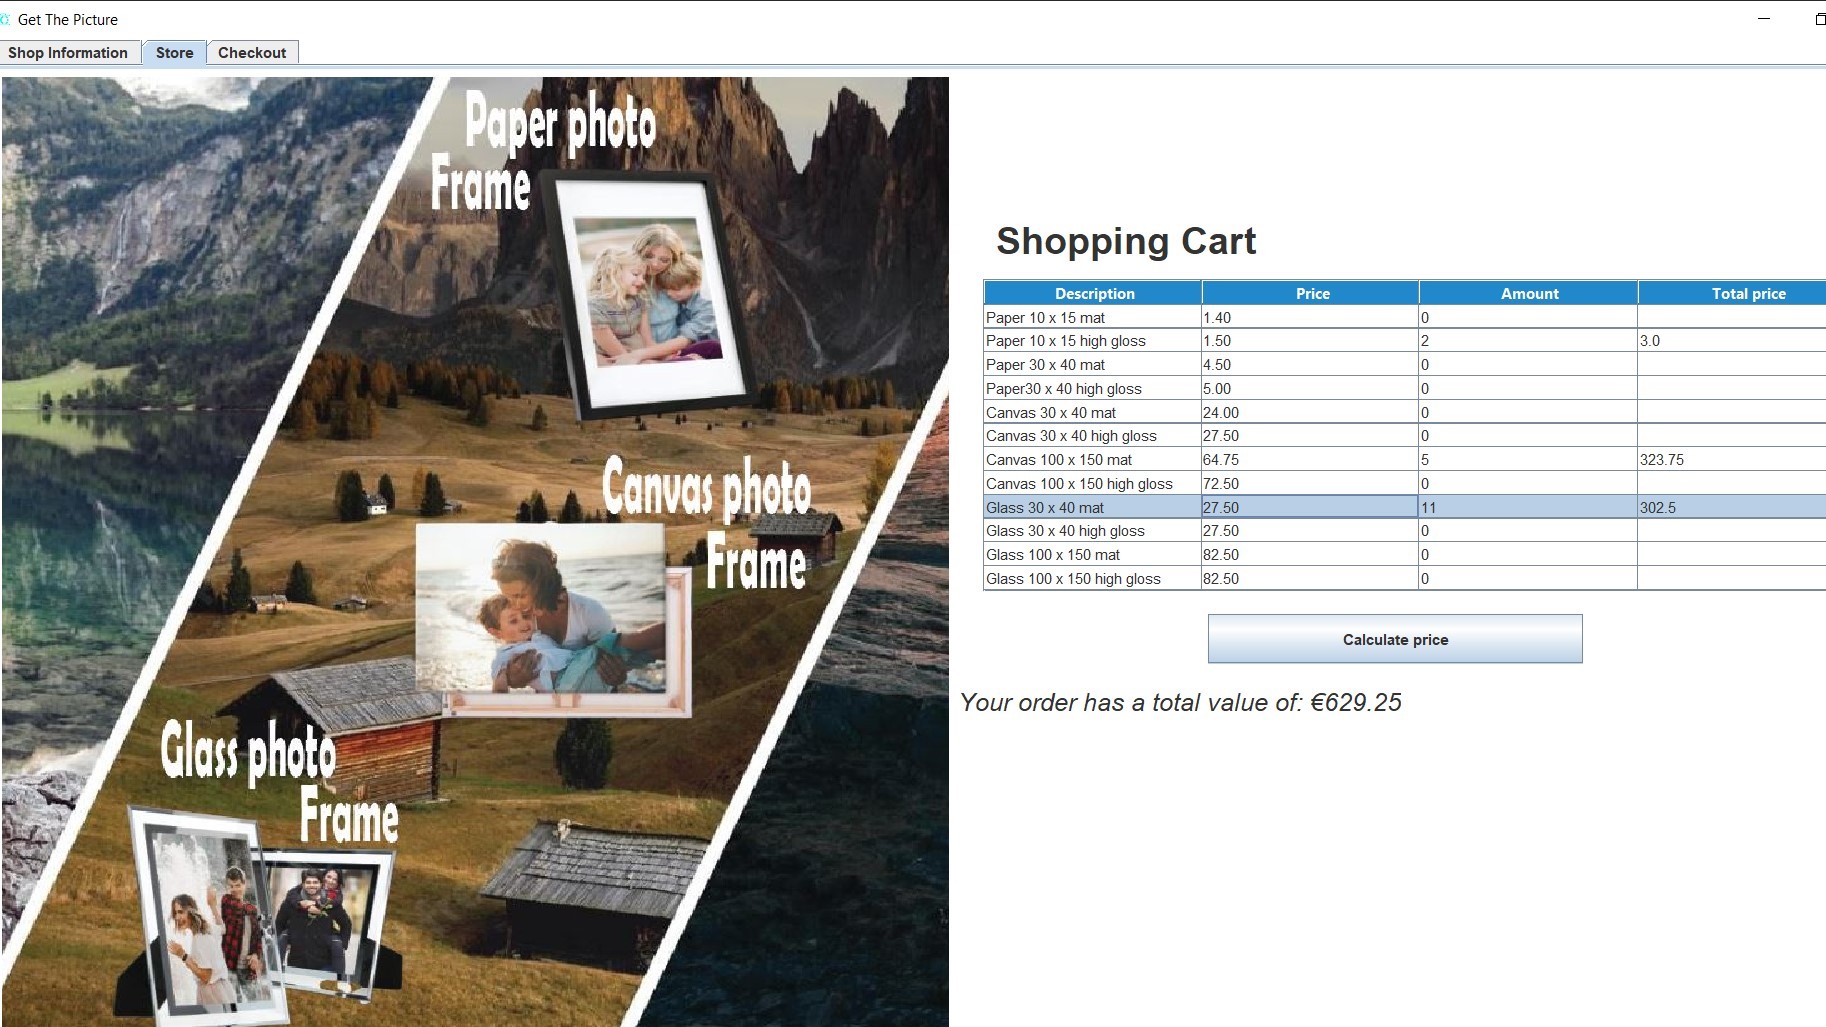 Get The Picture
Shop Information Store Checkout
Paper photo
Frame
Canvas photo
Frame
Glass photo
Frame
Shopping Cart
Description Price Amount Total price
Paper 10 x 15 mat 1.40 0
Paper 10 x 15 high gloss 1.50 2 3.0
Paper 30 x 40 mat 4.50 0
Paper30 x 40 high gloss 5.00 0
Canvas 30 x 40 mat 24.00 0
Canvas 30 x 40 high gloss 27.50 0
Canvas 100 x 150 mat 64.75 5 323.75
Canvas 100 x 150 high gloss 72.50 0
Glass 30 x 40 mat 27.50 11 302.5
Glass 30 x 40 high gloss 27.50 0
Glass 100 x 150 mat 82.50 0
Glass 100 x 150 high gloss 82.50 0
Calculate price
Your order has a total value of: €629.25